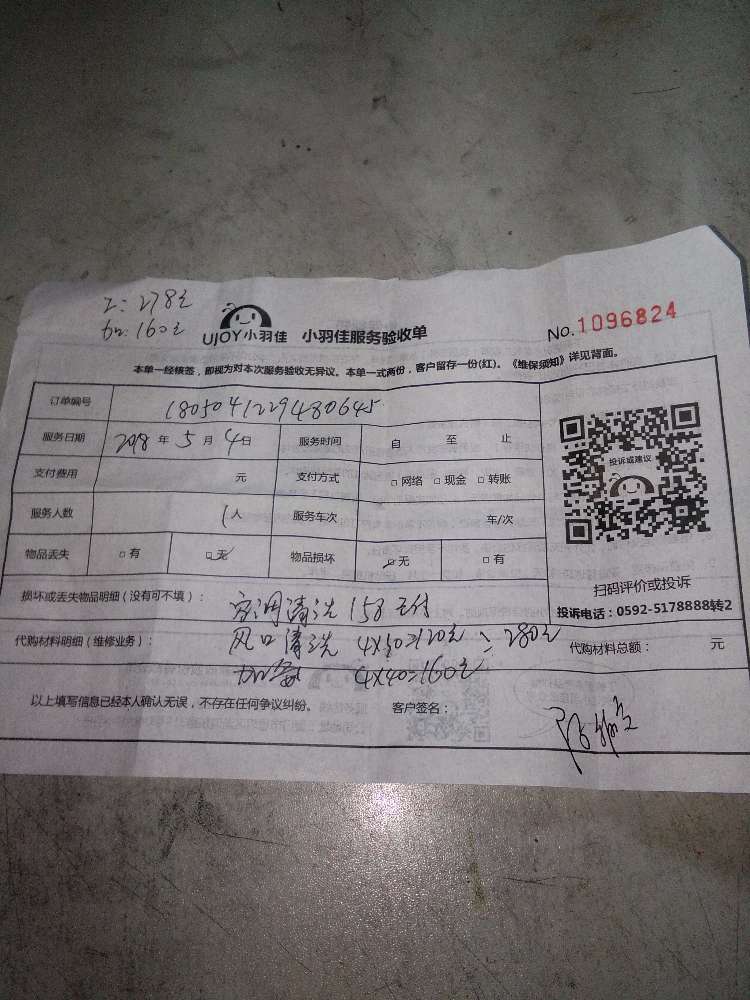 工: 278元
加: 160元
UJOY小羽佳 小羽佳服务验收单
No.1096824
本单一经核签，即视为对本次服务验收无异议。本单一式两份，客户留存一份(红)。《维保须知》详见背面。
订单编号 1805041229480645
服务日期 2018 年 5 月 4 日 服务时间 自 至 止
支付费用 元 支付方式 □ 网络 □ 现金 □ 转账
服务人数 1 人 服务车次 车/次
物品丢失 □ 有 □ 无 物品损坏 □ 无 □ 有
投诉或建议
扫码评价或投诉
投诉电话：0592-5178888转2
损坏或丢失物品明细（没有可不填）： 空调清洗 158 已付
代购材料明细（维修业务）： 风口清洗 4X30=120元 = 280元
代购材料总额： 元
加氨 4X40=160元
以上填写信息已经本人确认无误，不存在任何争议纠纷。 客户签名：